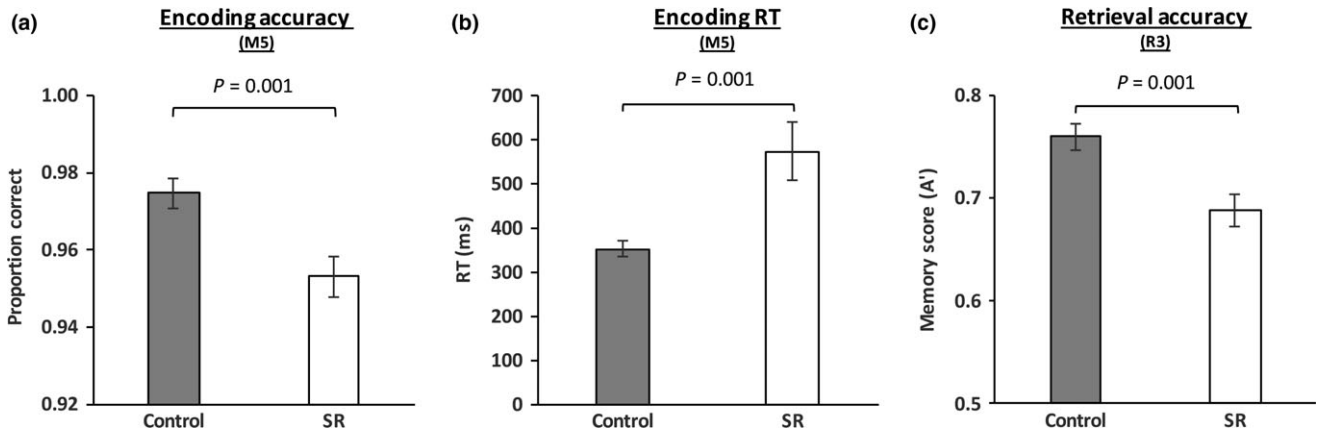 (a)
Encoding accuracy
(M5)
P = 0.001
Proportion correct
1.00
0.98
0.96
0.94
0.92
Control
SR
(b)
Encoding RT
(M5)
P = 0.001
RT (ms)
700
600
500
400
300
200
100
0
Control
SR
(c)
Retrieval accuracy
(R3)
P = 0.001
Memory score (A')
0.8
0.7
0.6
0.5
Control
SR